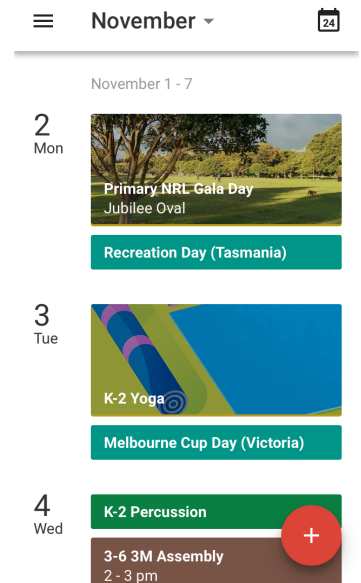 November
24
November 1 - 7
2
Mon
Primary NRL Gala Day
Jubilee Oval
Recreation Day (Tasmania)
3
Tue
K-2 Yoga
Melbourne Cup Day (Victoria)
4
Wed
K-2 Percussion
3-6 3M Assembly
2 - 3 pm